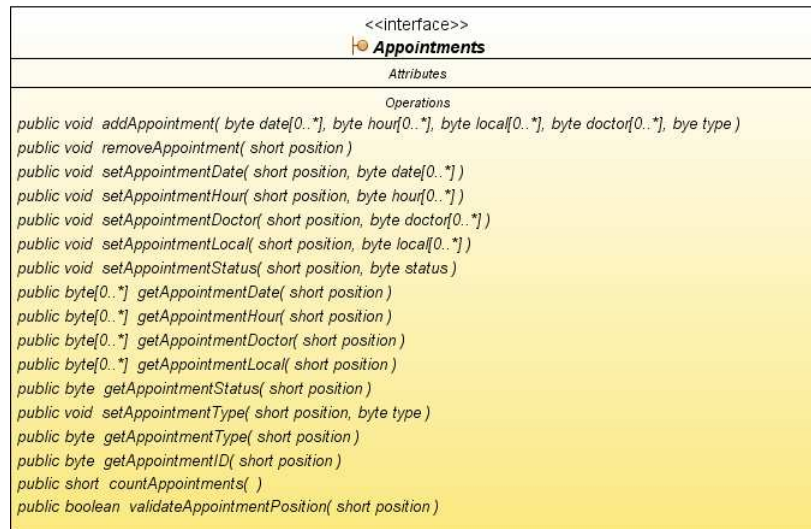 <<interface>>
Appointments
Attributes
Operations
public void addAppointment( byte date[0..*], byte hour[0..*], byte local[0..*], byte doctor[0..*], bye type )
public void removeAppointment( short position )
public void setAppointmentDate( short position, byte date[0..*] )
public void setAppointmentHour( short position, byte hour[0..*] )
public void setAppointmentDoctor( short position, byte doctor[0..*] )
public void setAppointmentLocal( short position, byte local[0..*] )
public void setAppointmentStatus( short position, byte status )
public byte[0..*] getAppointmentDate( short position )
public byte[0..*] getAppointmentHour( short position )
public byte[0..*] getAppointmentDoctor( short position )
public byte[0..*] getAppointmentLocal( short position )
public byte getAppointmentStatus( short position )
public void setAppointmentType( short position, byte type )
public byte getAppointmentType( short position )
public byte getAppointmentID( short position )
public short countAppointments( )
public boolean validateAppointmentPosition( short position )